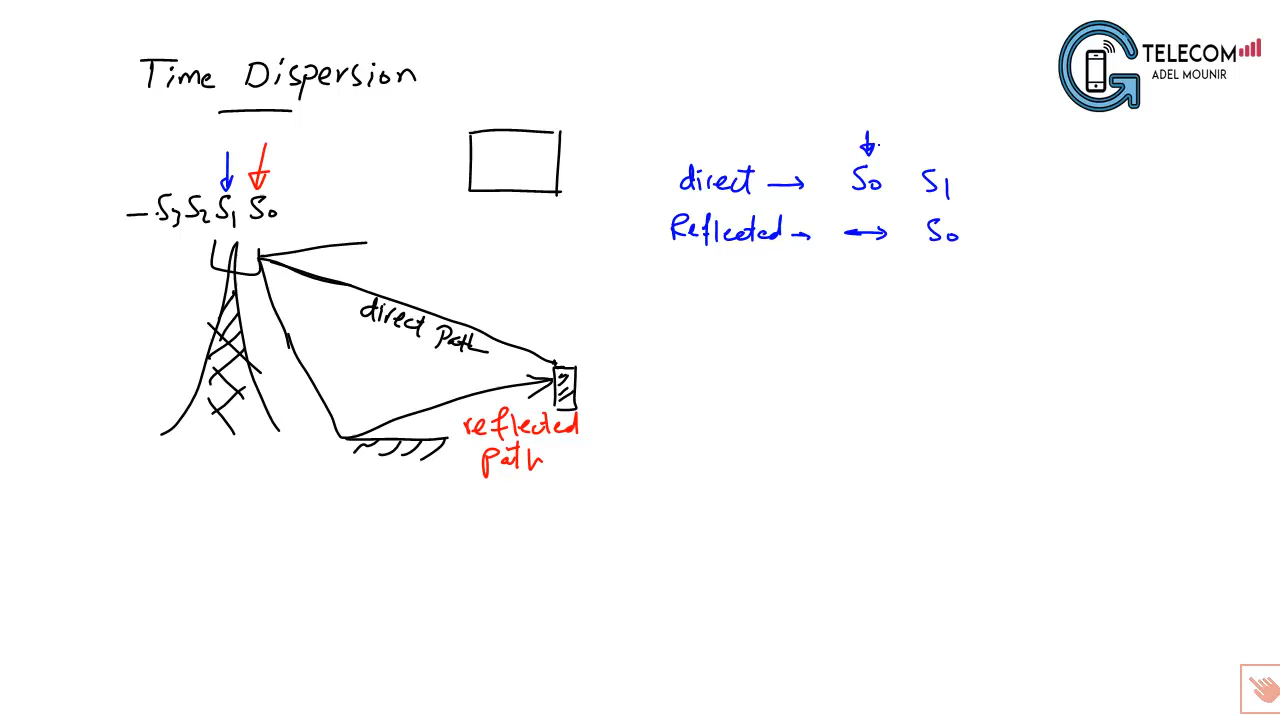 Time Dispersion
TELECOM
ADEL MOUNIR
direct → S0 S1
Reflected → ↔ S0
—·S3 S2 S1 S0
direct path
reflected
path